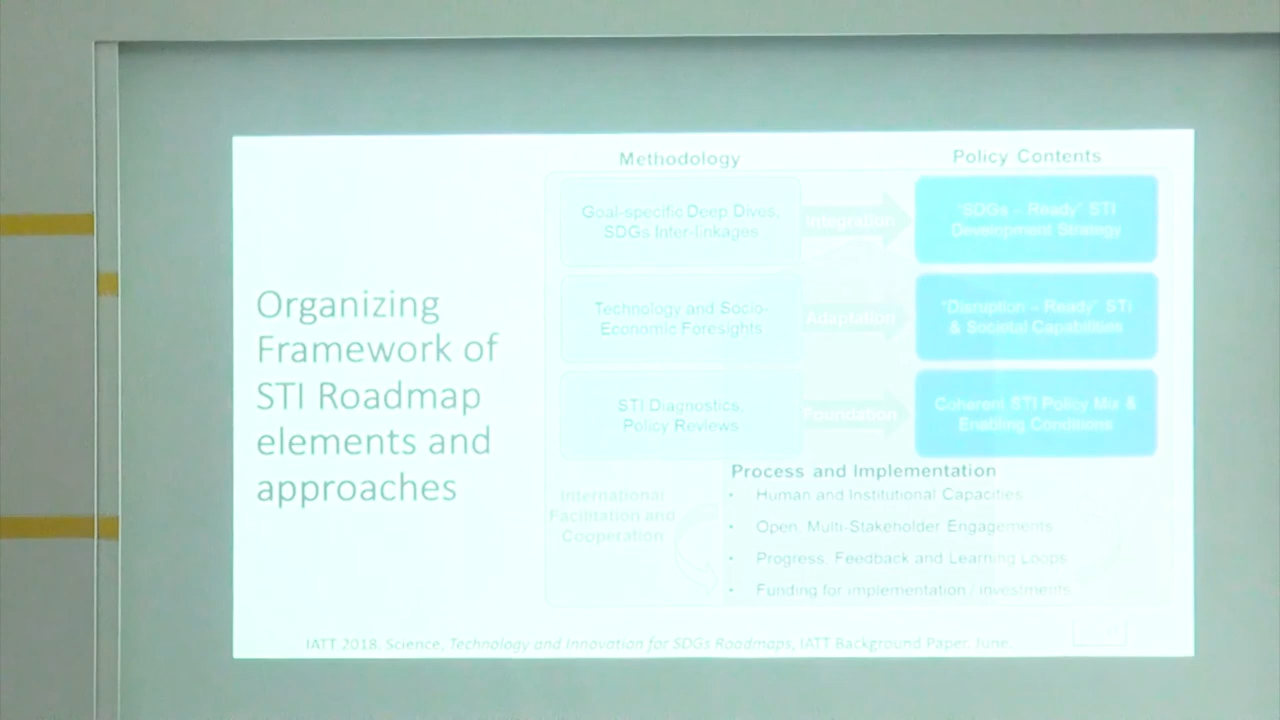 Organizing
Framework of
STI Roadmap
elements and
approaches
Methodology
Policy Contents
Goal-specific Deep Dives,
SDGs Inter-linkages
Integration
"SDGs – Ready" STI
Development Strategy
Technology and Socio-
Economic Foresights
Adaptation
"Disruption – Ready" STI
& Societal Capabilities
STI Diagnostics,
Policy Reviews
Foundation
Coherent STI Policy Mix &
Enabling Conditions
International
Facilitation and
Cooperation
Process and Implementation
• Human and Institutional Capacities
• Open, Multi-Stakeholder Engagements
• Progress, Feedback and Learning Loops
• Funding for implementation / investments
IATT 2018. Science, Technology and Innovation for SDGs Roadmaps, IATT Background Paper. June.